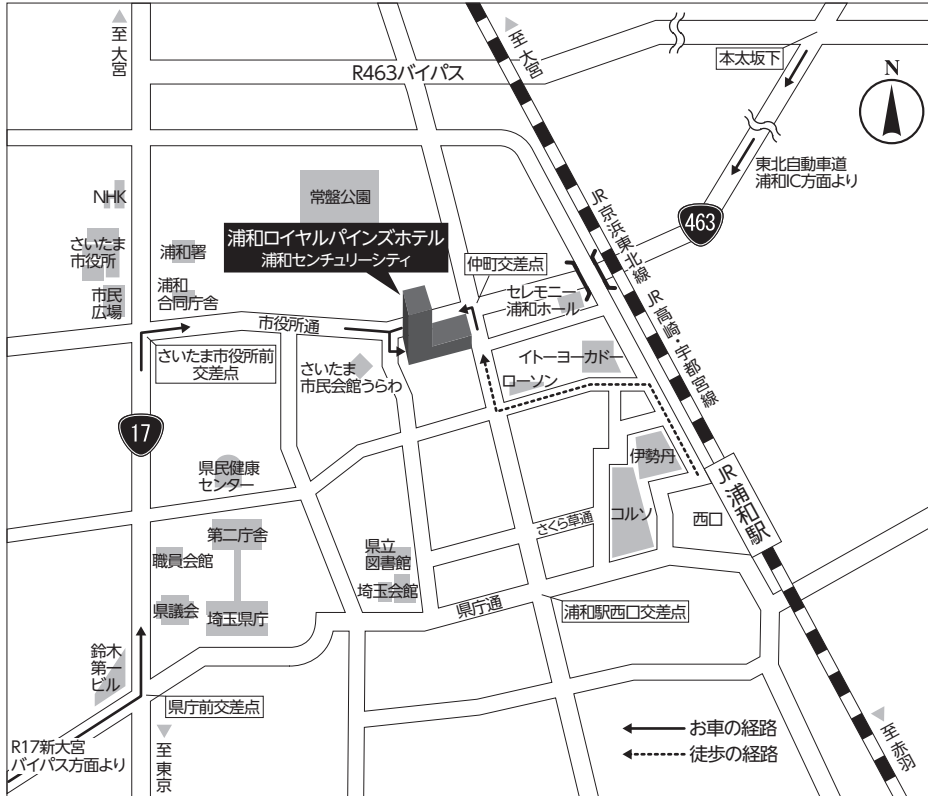 至大宮
R463バイパス
至大宮
本太坂下
N
東北自動車道
浦和IC方面より
463
JR京浜東北線
JR高崎・宇都宮線
NHK
常盤公園
さいたま
市役所
浦和署
浦和ロイヤルパインズホテル
浦和センチュリーシティ
仲町交差点
市民
広場
浦和
合同庁舎
セレモニー
浦和ホール
市役所通
さいたま市役所前
交差点
さいたま
市民会館うらわ
イトーヨーカドー
ローソン
17
県民健康
センター
伊勢丹
コルソ
西口
JR浦和駅
さくら草通
第二庁舎
職員会館
県立
図書館
埼玉会館
県議会
埼玉県庁
県庁通
浦和駅西口交差点
鈴木
第一
ビル
県庁前交差点
R17新大宮
バイパス方面より
至東京
お車の経路
徒歩の経路
至赤羽